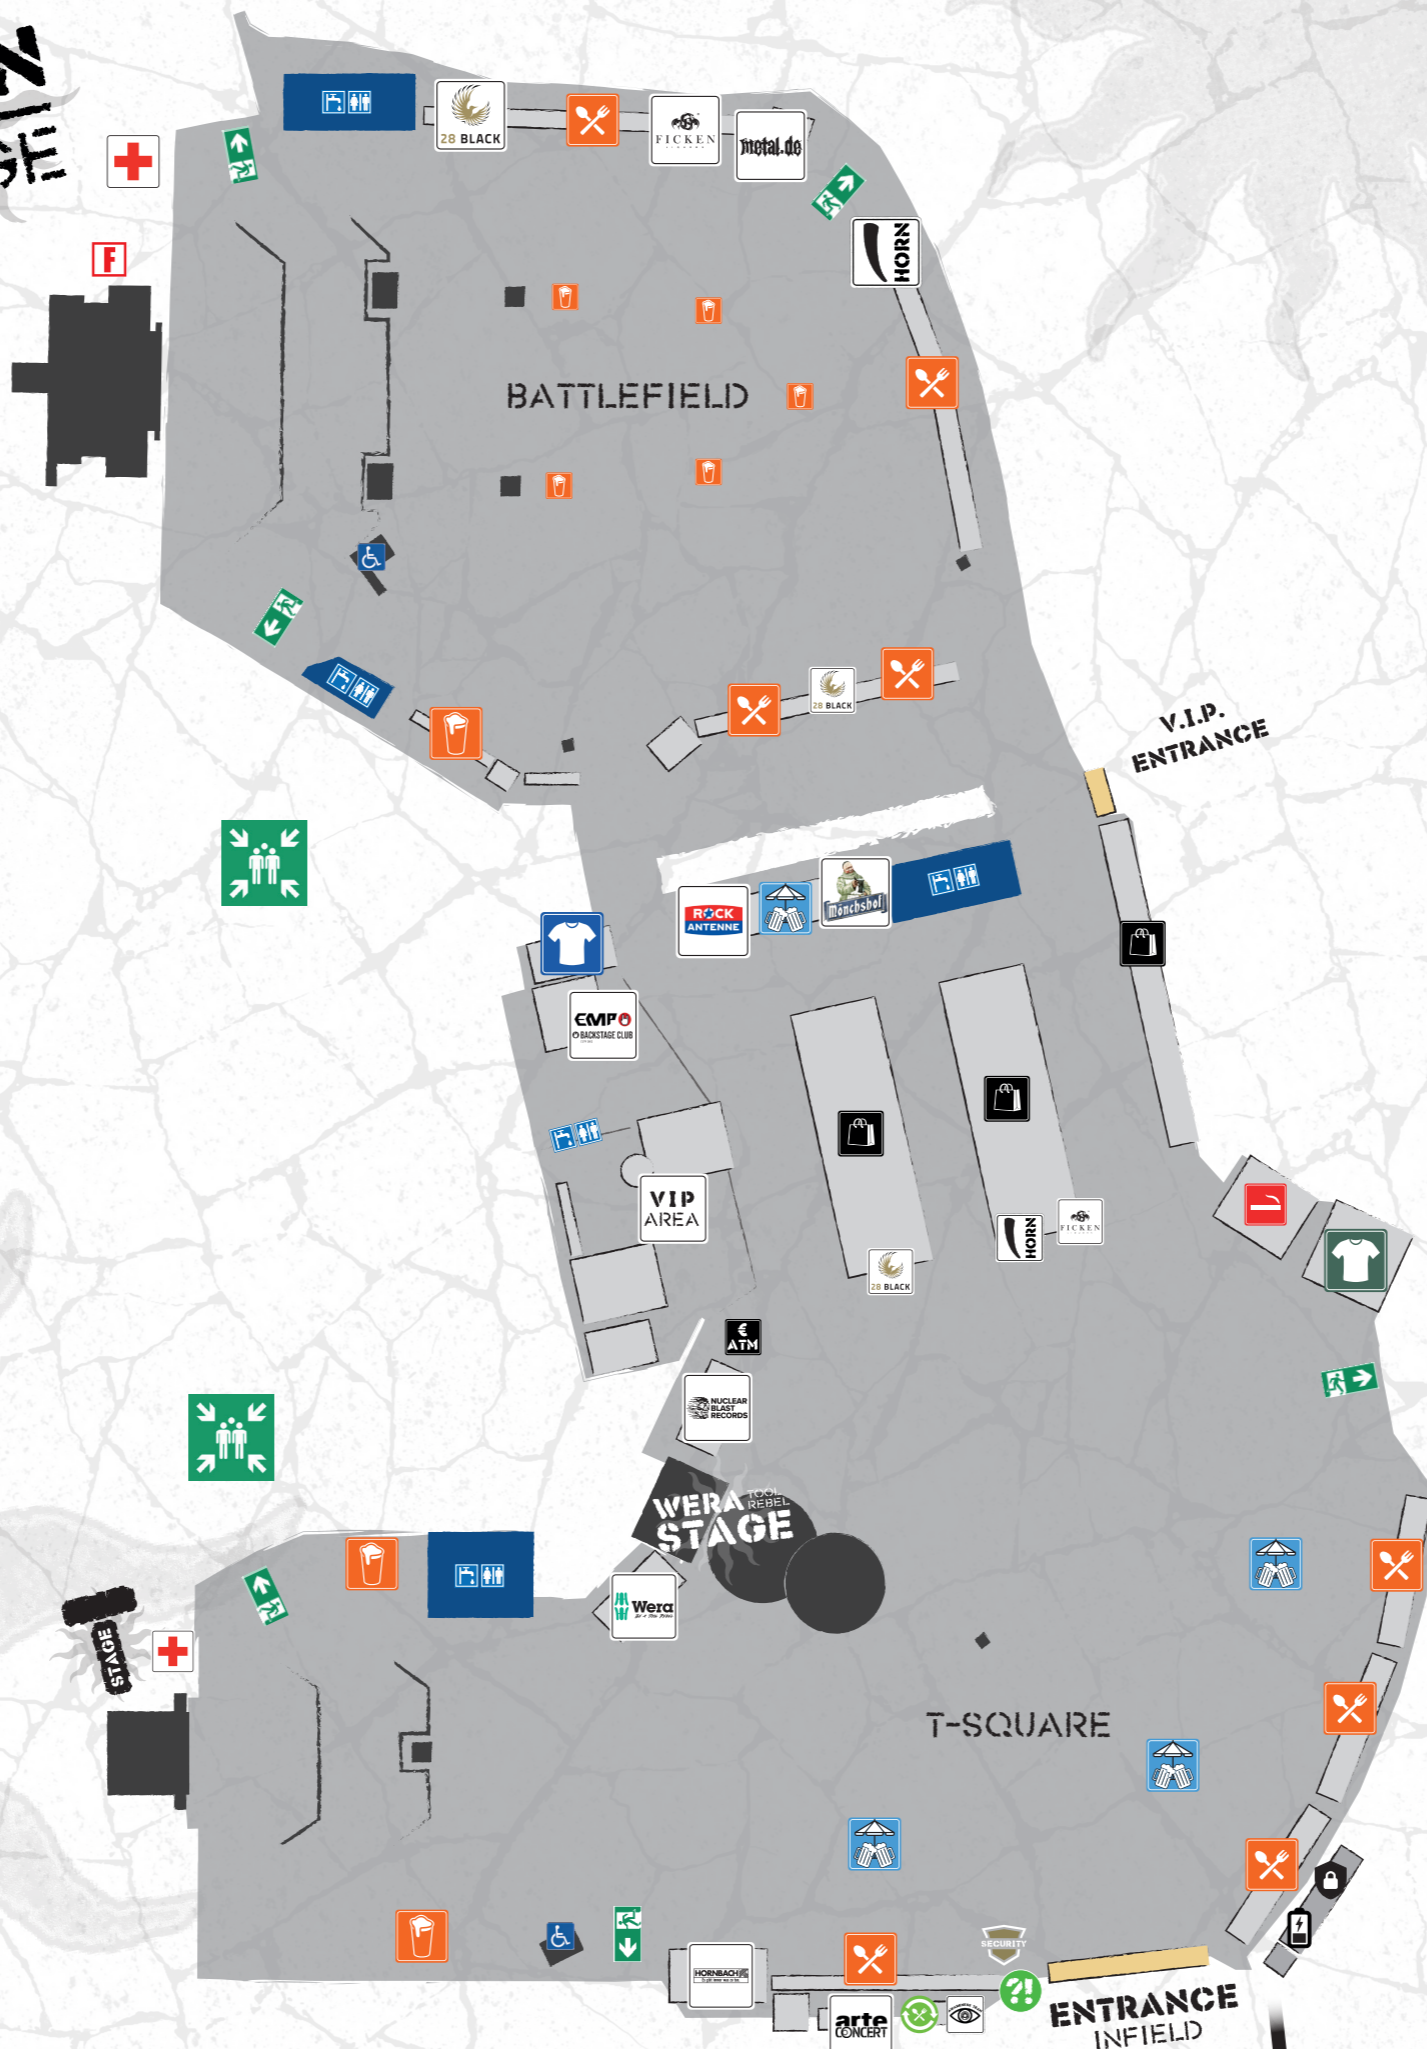 N
GE
28 BLACK
FICKEN
LIQUORS
metal.de
F
HORN
BATTLEFIELD
28 BLACK
V.I.P.
ENTRANCE
ROCK
ANTENNE
Mönchshof
EMP
BACKSTAGE CLUB
VIP
AREA
HORN
FICKEN
28 BLACK
€
ATM
NUCLEAR
BLAST
RECORDS
WERA TOOL
REBEL
STAGE
Wera
STAGE
T-SQUARE
SECURITY
HORNBACH
?!
arte
CONCERT
ENTRANCE
INFIELD